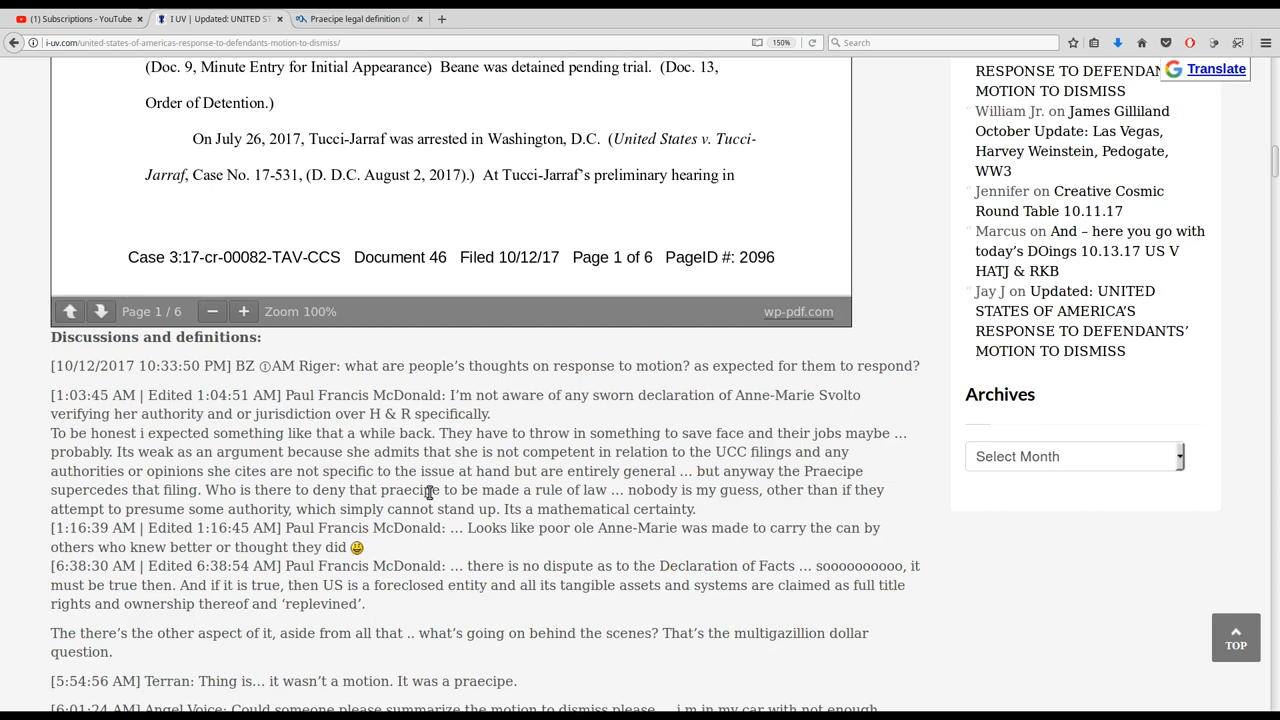 (1) Subscriptions - YouTube
I UV | Updated: UNITED ST
Praecipe legal definition of
i-uv.com/united-states-of-americas-response-to-defendants-motion-to-dismiss/
150%
Search
(Doc. 9, Minute Entry for Initial Appearance) Beane was detained pending trial. (Doc. 13,
Order of Detention.)
On July 26, 2017, Tucci-Jarraf was arrested in Washington, D.C. (United States v. Tucci-
Jarraf, Case No. 17-531, (D. D.C. August 2, 2017).) At Tucci-Jarraf's preliminary hearing in
Case 3:17-cr-00082-TAV-CCS Document 46 Filed 10/12/17 Page 1 of 6 PageID #: 2096
Page 1 / 6
Zoom 100%
wp-pdf.com
Discussions and definitions:
[10/12/2017 10:33:50 PM] BZ ⓘAM Riger: what are people's thoughts on response to motion? as expected for them to respond?
[1:03:45 AM | Edited 1:04:51 AM] Paul Francis McDonald: I'm not aware of any sworn declaration of Anne-Marie Svolto
verifying her authority and or jurisdiction over H & R specifically.
To be honest i expected something like that a while back. They have to throw in something to save face and their jobs maybe …
probably. Its weak as an argument because she admits that she is not competent in relation to the UCC filings and any
authorities or opinions she cites are not specific to the issue at hand but are entirely general … but anyway the Praecipe
supercedes that filing. Who is there to deny that praecipe to be made a rule of law … nobody is my guess, other than if they
attempt to presume some authority, which simply cannot stand up. Its a mathematical certainty.
[1:16:39 AM | Edited 1:16:45 AM] Paul Francis McDonald: … Looks like poor ole Anne-Marie was made to carry the can by
others who knew better or thought they did
[6:38:30 AM | Edited 6:38:54 AM] Paul Francis McDonald: … there is no dispute as to the Declaration of Facts … soooooooooo, it
must be true then. And if it is true, then US is a foreclosed entity and all its tangible assets and systems are claimed as full title
rights and ownership thereof and 'replevined'.
The there's the other aspect of it, aside from all that .. what's going on behind the scenes? That's the multigazillion dollar
question.
[5:54:56 AM] Terran: Thing is… it wasn't a motion. It was a praecipe.
[6:01:24 AM] Angel Voice: Could someone please summarize the motion to dismiss please … i m in my car with not enough
Translate
RESPONSE TO DEFENDAN
MOTION TO DISMISS
William Jr. on James Gilliland
October Update: Las Vegas,
Harvey Weinstein, Pedogate,
WW3
Jennifer on Creative Cosmic
Round Table 10.11.17
Marcus on And – here you go with
today's DOings 10.13.17 US V
HATJ & RKB
Jay J on Updated: UNITED
STATES OF AMERICA'S
RESPONSE TO DEFENDANTS'
MOTION TO DISMISS
Archives
Select Month
TOP